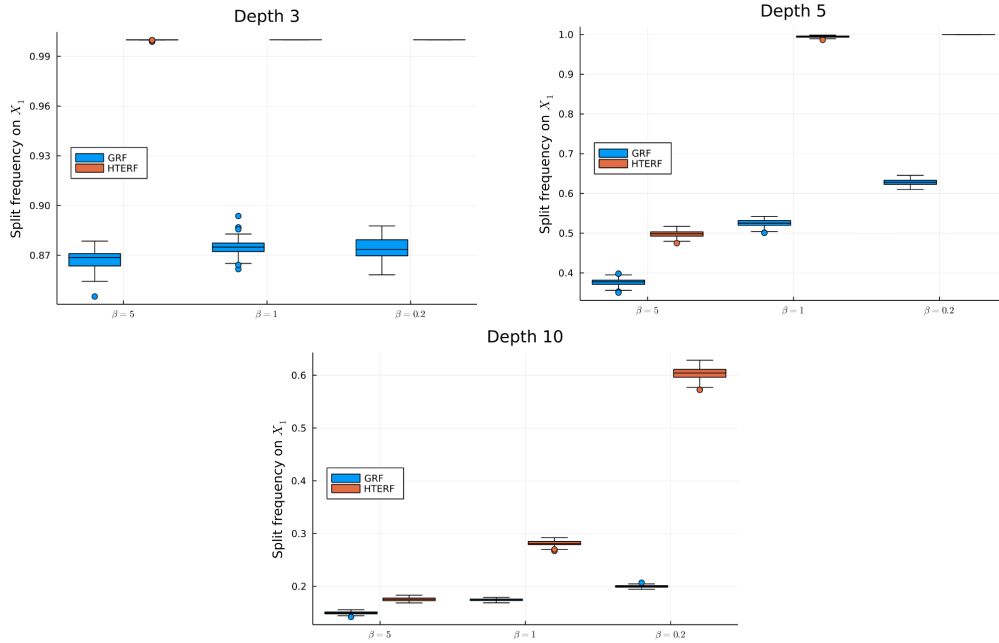 Depth 3
Split frequency on X₁
0.99
0.96
0.93
0.90
0.87
GRF
HTERF
β = 5
β = 1
β = 0.2
Depth 5
Split frequency on X₁
1.0
0.9
0.8
0.7
0.6
0.5
0.4
GRF
HTERF
β = 5
β = 1
β = 0.2
Depth 10
Split frequency on X₁
0.6
0.5
0.4
0.3
0.2
GRF
HTERF
β = 5
β = 1
β = 0.2